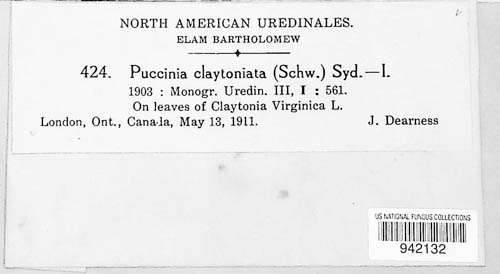 NORTH AMERICAN UREDINALES.
ELAM BARTHOLOMEW
424. Puccinia claytoniata (Schw.) Syd.—I.
1903 : Monogr. Uredin. III, I : 561.
On leaves of Claytonia Virginica L.
London, Ont., Canada, May 13, 1911. J. Dearness
US NATIONAL FUNGUS COLLECTIONS
942132